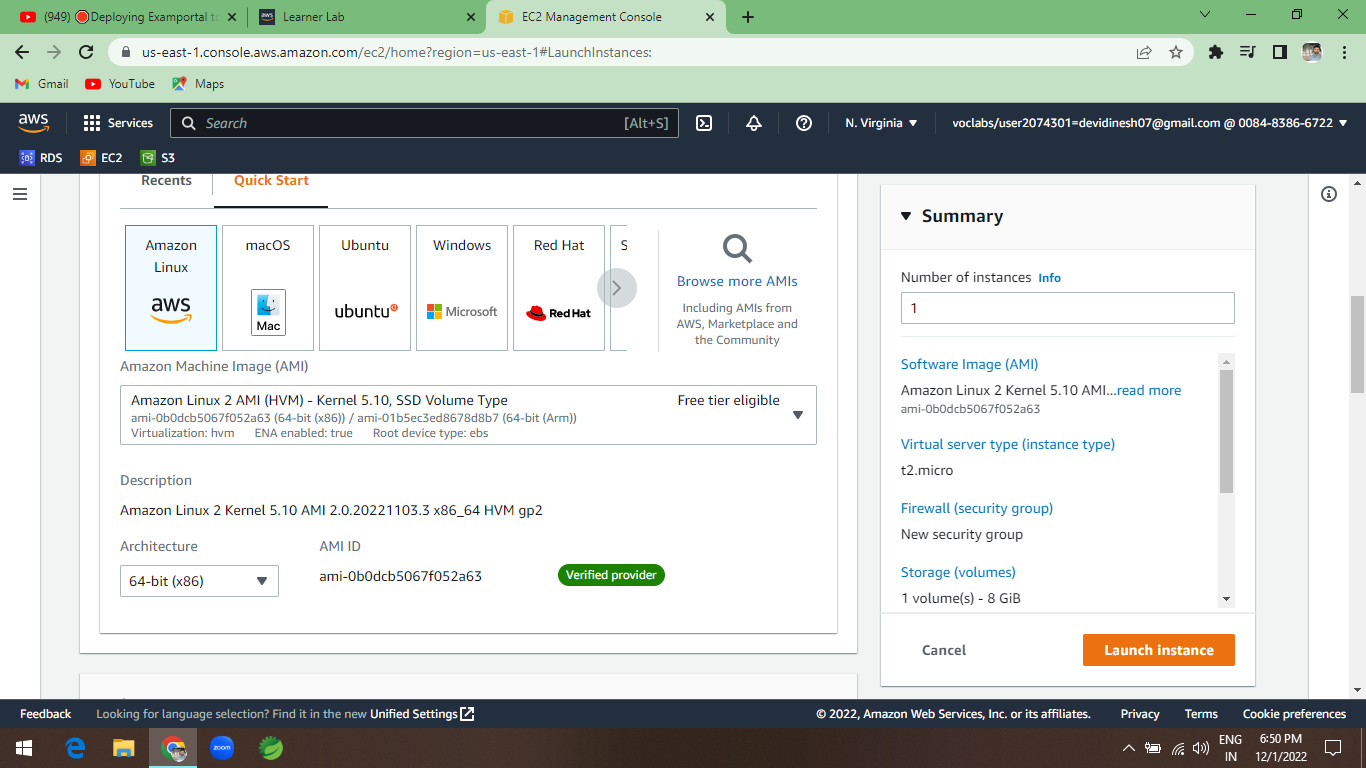 (949) 🔴Deploying Examportal to
Learner Lab
EC2 Management Console
us-east-1.console.aws.amazon.com/ec2/home?region=us-east-1#LaunchInstances:
Gmail
YouTube
Maps
aws
Services
Search
[Alt+S]
N. Virginia
voclabs/user2074301=devidinesh07@gmail.com @ 0084-8386-6722
RDS
EC2
S3
Recents
Quick Start
Amazon
Linux
aws
macOS
Mac
Ubuntu
ubuntu
Windows
Microsoft
Red Hat
Red Hat
S
Browse more AMIs
Including AMIs from
AWS, Marketplace and
the Community
Amazon Machine Image (AMI)
Amazon Linux 2 AMI (HVM) - Kernel 5.10, SSD Volume Type
Free tier eligible
ami-0b0dcb5067f052a63 (64-bit (x86)) / ami-01b5ec3ed8678d8b7 (64-bit (Arm))
Virtualization: hvm ENA enabled: true Root device type: ebs
Description
Amazon Linux 2 Kernel 5.10 AMI 2.0.20221103.3 x86_64 HVM gp2
Architecture
AMI ID
64-bit (x86)
ami-0b0dcb5067f052a63
Verified provider
Summary
Number of instances Info
1
Software Image (AMI)
Amazon Linux 2 Kernel 5.10 AMI...read more
ami-0b0dcb5067f052a63
Virtual server type (instance type)
t2.micro
Firewall (security group)
New security group
Storage (volumes)
1 volume(s) - 8 GiB
Cancel
Launch instance
Feedback
Looking for language selection? Find it in the new Unified Settings
© 2022, Amazon Web Services, Inc. or its affiliates.
Privacy
Terms
Cookie preferences
zoom
ENG
IN
6:50 PM
12/1/2022